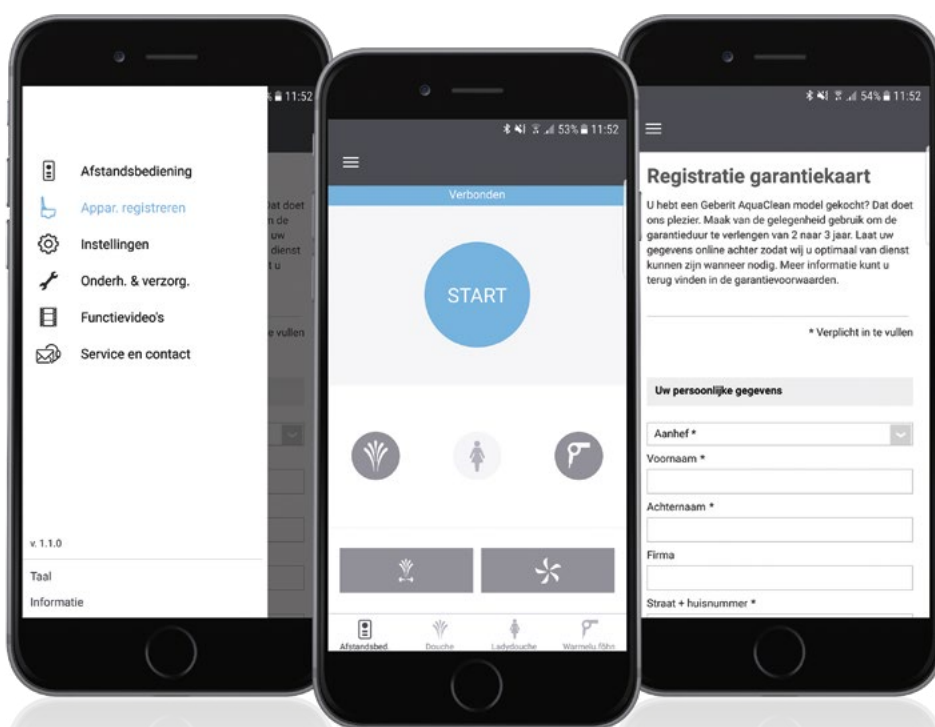 11:52
Afstandsbediening
Appar. registreren
Instellingen
Onderh. & verzorg.
Functievideo's
Service en contact
v. 1.1.0
Taal
Informatie
53% 11:52
Verbonden
START
Afstandsbed.
Douche
Ladydouche
Warmelu.föhn
54% 11:52
Registratie garantiekaart
U hebt een Geberit AquaClean model gekocht? Dat doet
ons plezier. Maak van de gelegenheid gebruik om de
garantieduur te verlengen van 2 naar 3 jaar. Laat uw
gegevens online achter zodat wij u optimaal van dienst
kunnen zijn wanneer nodig. Meer informatie kunt u
terug vinden in de garantievoorwaarden.
* Verplicht in te vullen
Uw persoonlijke gegevens
Aanhef *
Voornaam *
Achternaam *
Firma
Straat + huisnummer *